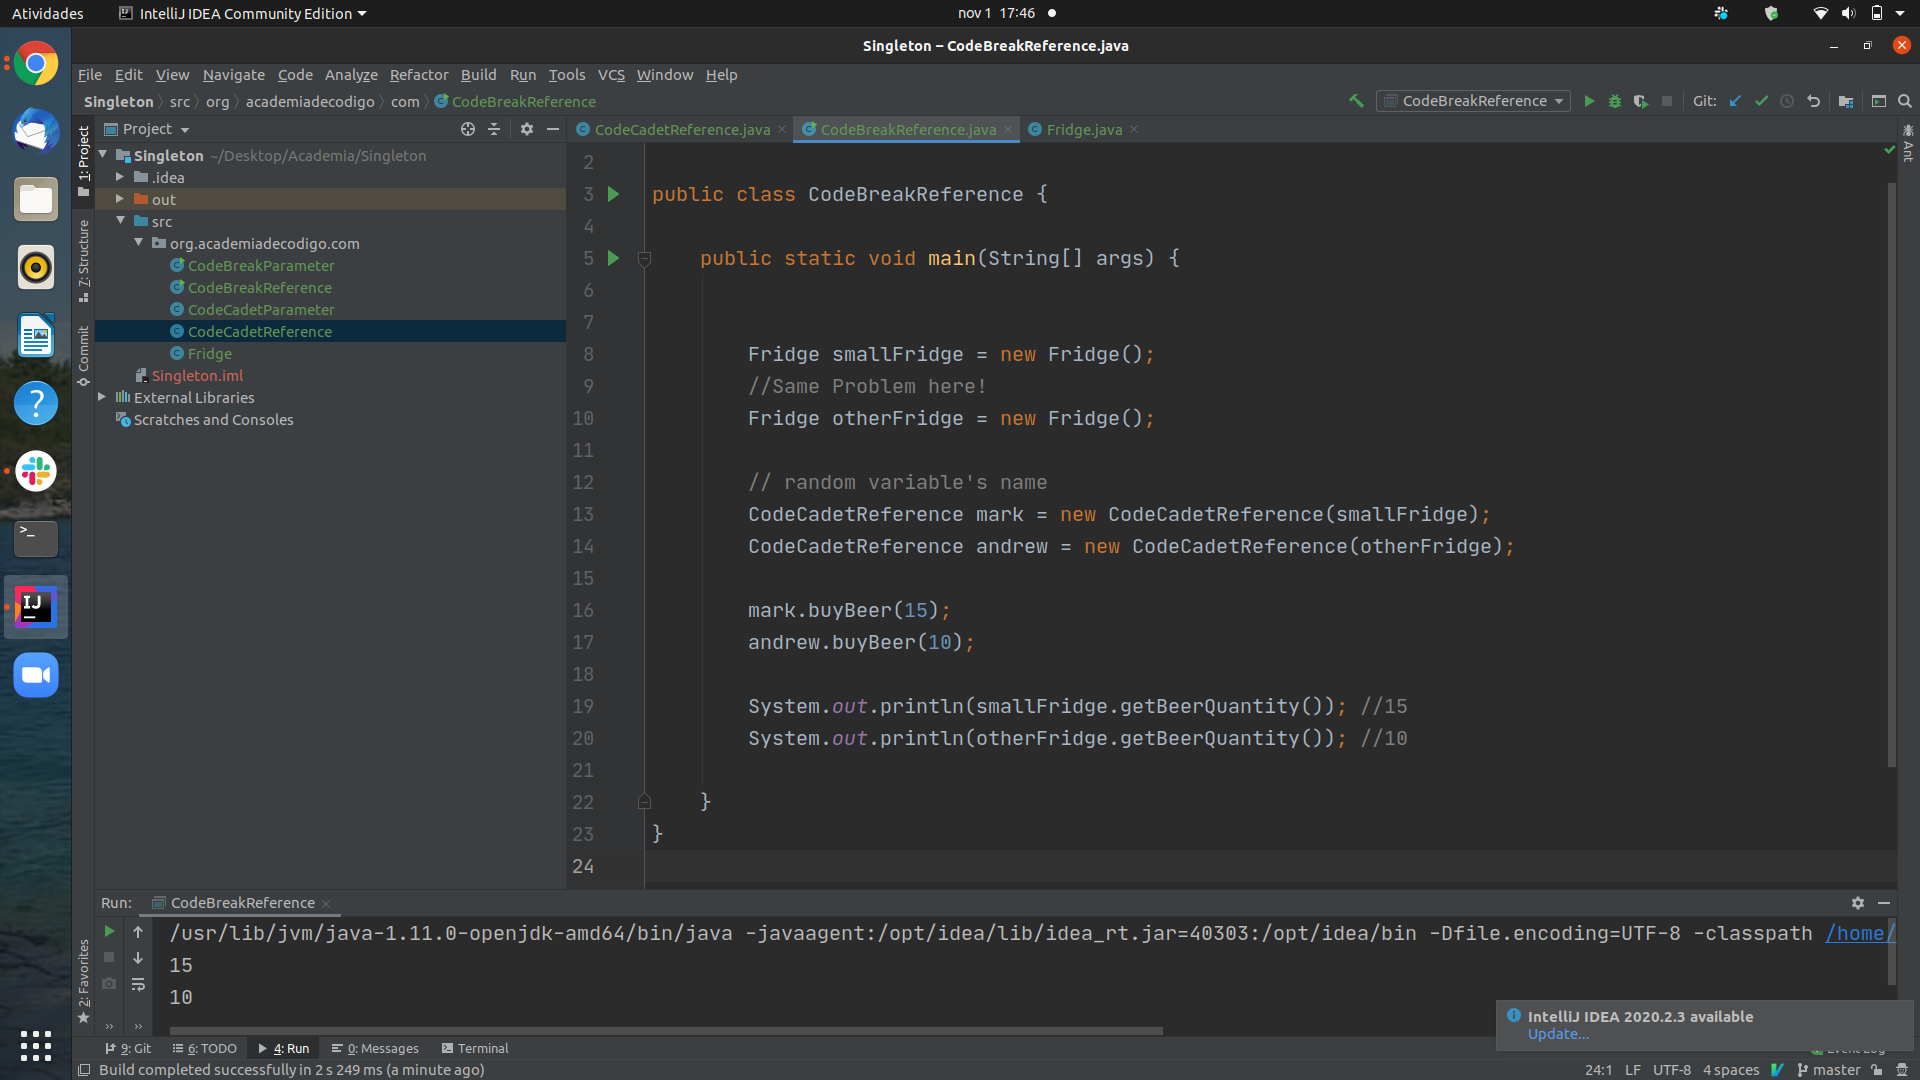 Atividades
IntelliJ IDEA Community Edition
nov 1 17:46
Singleton – CodeBreakReference.java
File Edit View Navigate Code Analyze Refactor Build Run Tools VCS Window Help
Singleton src org academiadecodigo com CodeBreakReference
CodeBreakReference
Git:
1: Project
7: Structure
Commit
2: Favorites
Project
Singleton ~/Desktop/Academia/Singleton
.idea
out
src
org.academiadecodigo.com
CodeBreakParameter
CodeBreakReference
CodeCadetParameter
CodeCadetReference
Fridge
Singleton.iml
External Libraries
Scratches and Consoles
CodeCadetReference.java CodeBreakReference.java Fridge.java
Ant
2
3 public class CodeBreakReference {
4
5 public static void main(String[] args) {
6
7
8 Fridge smallFridge = new Fridge();
9 //Same Problem here!
10 Fridge otherFridge = new Fridge();
11
12 // random variable's name
13 CodeCadetReference mark = new CodeCadetReference(smallFridge);
14 CodeCadetReference andrew = new CodeCadetReference(otherFridge);
15
16 mark.buyBeer(15);
17 andrew.buyBeer(10);
18
19 System.out.println(smallFridge.getBeerQuantity()); //15
20 System.out.println(otherFridge.getBeerQuantity()); //10
21
22 }
23 }
24
Run: CodeBreakReference
/usr/lib/jvm/java-1.11.0-openjdk-amd64/bin/java -javaagent:/opt/idea/lib/idea_rt.jar=40303:/opt/idea/bin -Dfile.encoding=UTF-8 -classpath /home/
15
10
IntelliJ IDEA 2020.2.3 available
Update...
9: Git 6: TODO 4: Run 0: Messages Terminal
Build completed successfully in 2 s 249 ms (a minute ago)
24:1 LF UTF-8 4 spaces master